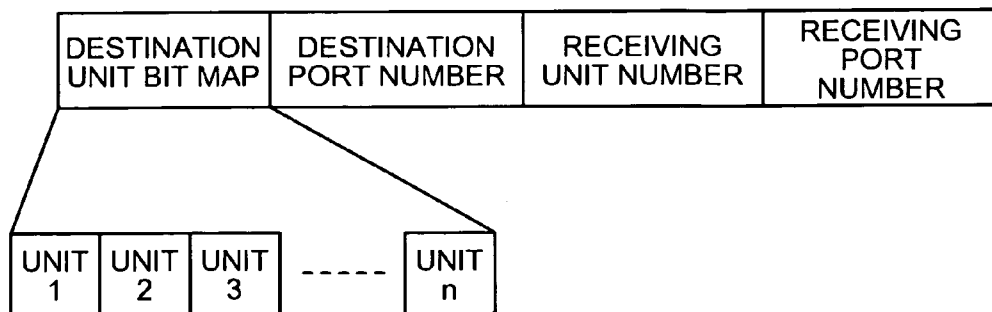 DESTINATION
UNIT BIT MAP
DESTINATION
PORT NUMBER
RECEIVING
UNIT NUMBER
RECEIVING
PORT
NUMBER
UNIT
1
UNIT
2
UNIT
3
UNIT
n